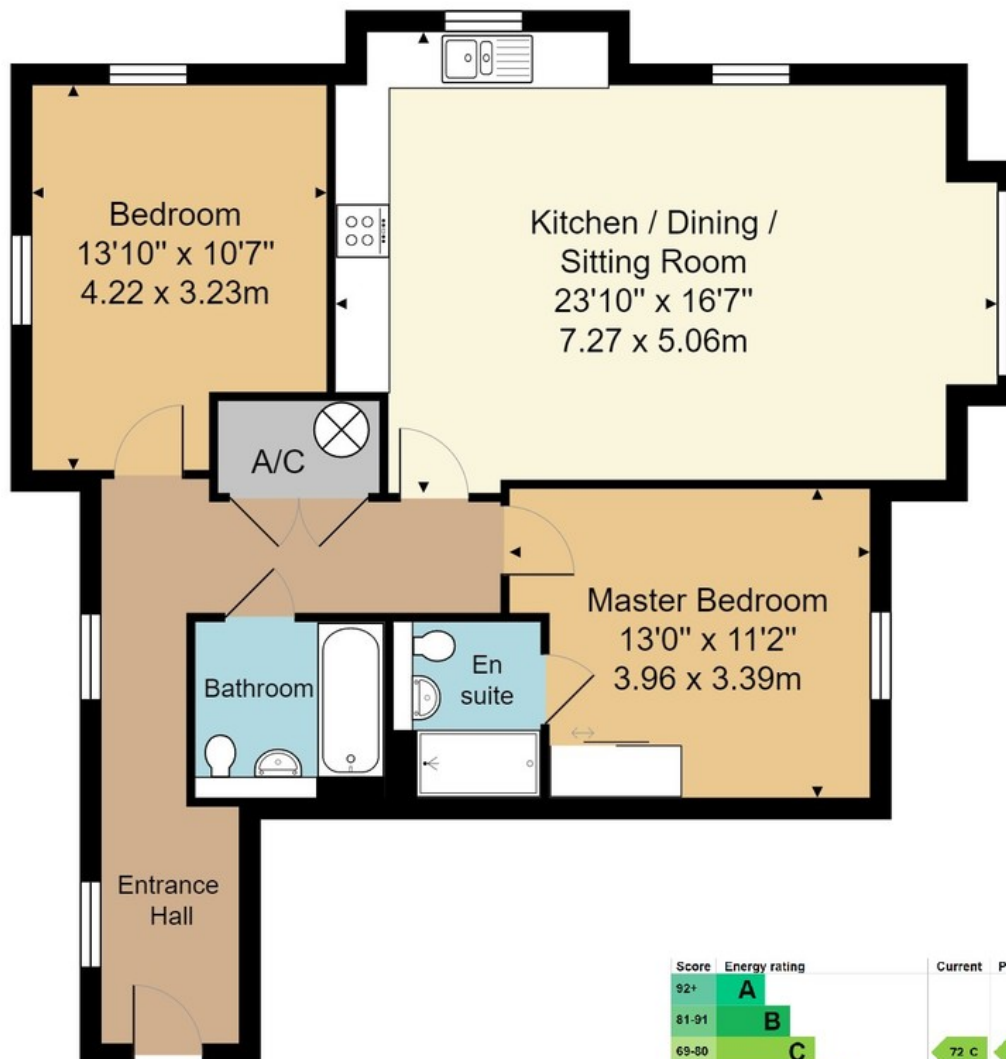 Bedroom
13'10" x 10'7"
4.22 x 3.23m
Kitchen / Dining /
Sitting Room
23'10" x 16'7"
7.27 x 5.06m
A/C
Master Bedroom
13'0" x 11'2"
3.96 x 3.39m
Bathroom
En
suite
Entrance
Hall
Score Energy rating Current
92+ A
81-91 B
69-80 C 72 C